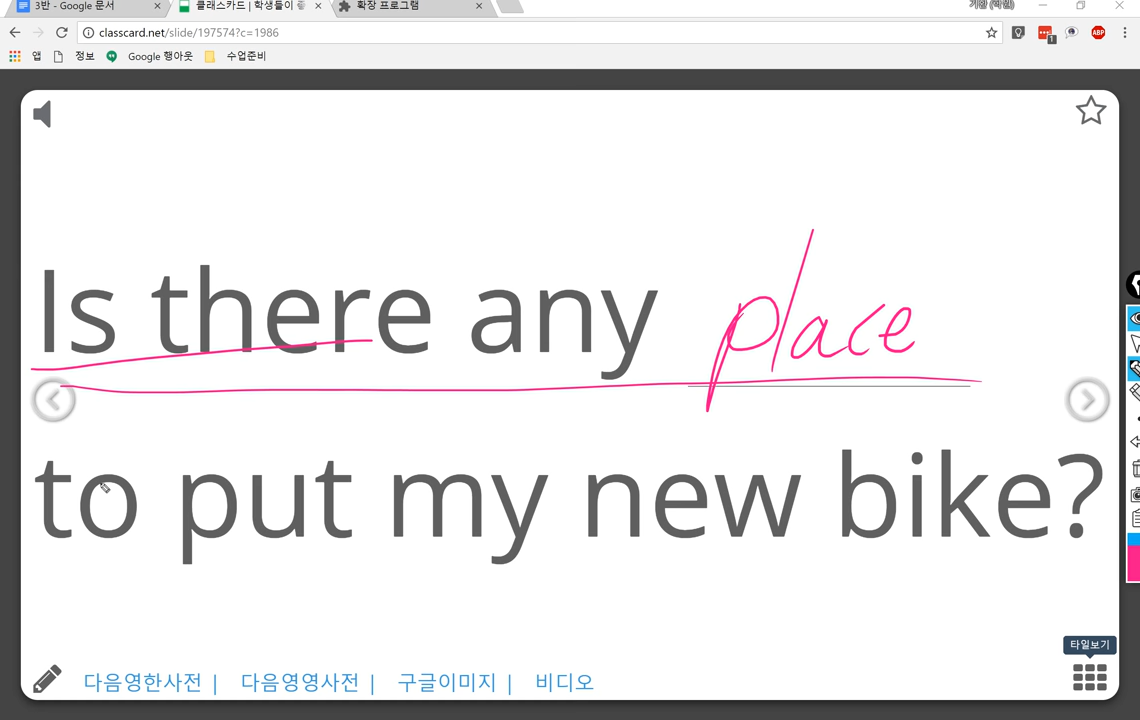 3반 - Google 문서
클래스카드 | 학생들이
확장 프로그램
classcard.net/slide/197574?c=1986
ABP
앱
정보
Google 행아웃
수업준비
Is there any place
to put my new bike?
타일보기
다음영한사전 | 다음영영사전 | 구글이미지 | 비디오